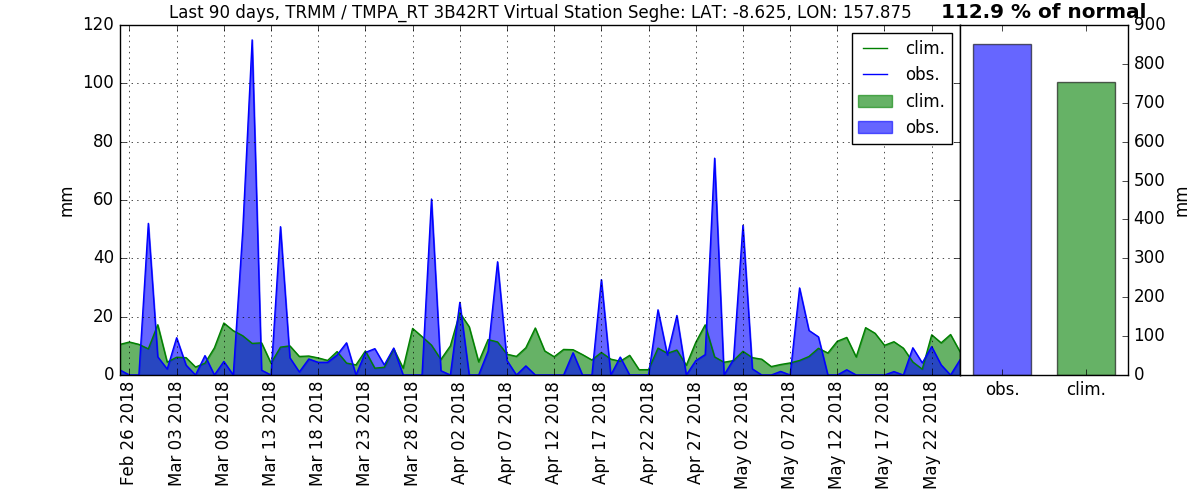 Last 90 days, TRMM / TMPA_RT 3B42RT Virtual Station Seghe: LAT: -8.625, LON: 157.875
112.9 % of normal
120
100
80
60
40
20
0
mm
clim.
obs.
clim.
obs.
900
800
700
600
500
400
300
200
100
0
mm
Feb 26 2018
Mar 03 2018
Mar 08 2018
Mar 13 2018
Mar 18 2018
Mar 23 2018
Mar 28 2018
Apr 02 2018
Apr 07 2018
Apr 12 2018
Apr 17 2018
Apr 22 2018
Apr 27 2018
May 02 2018
May 07 2018
May 12 2018
May 17 2018
May 22 2018
obs.
clim.